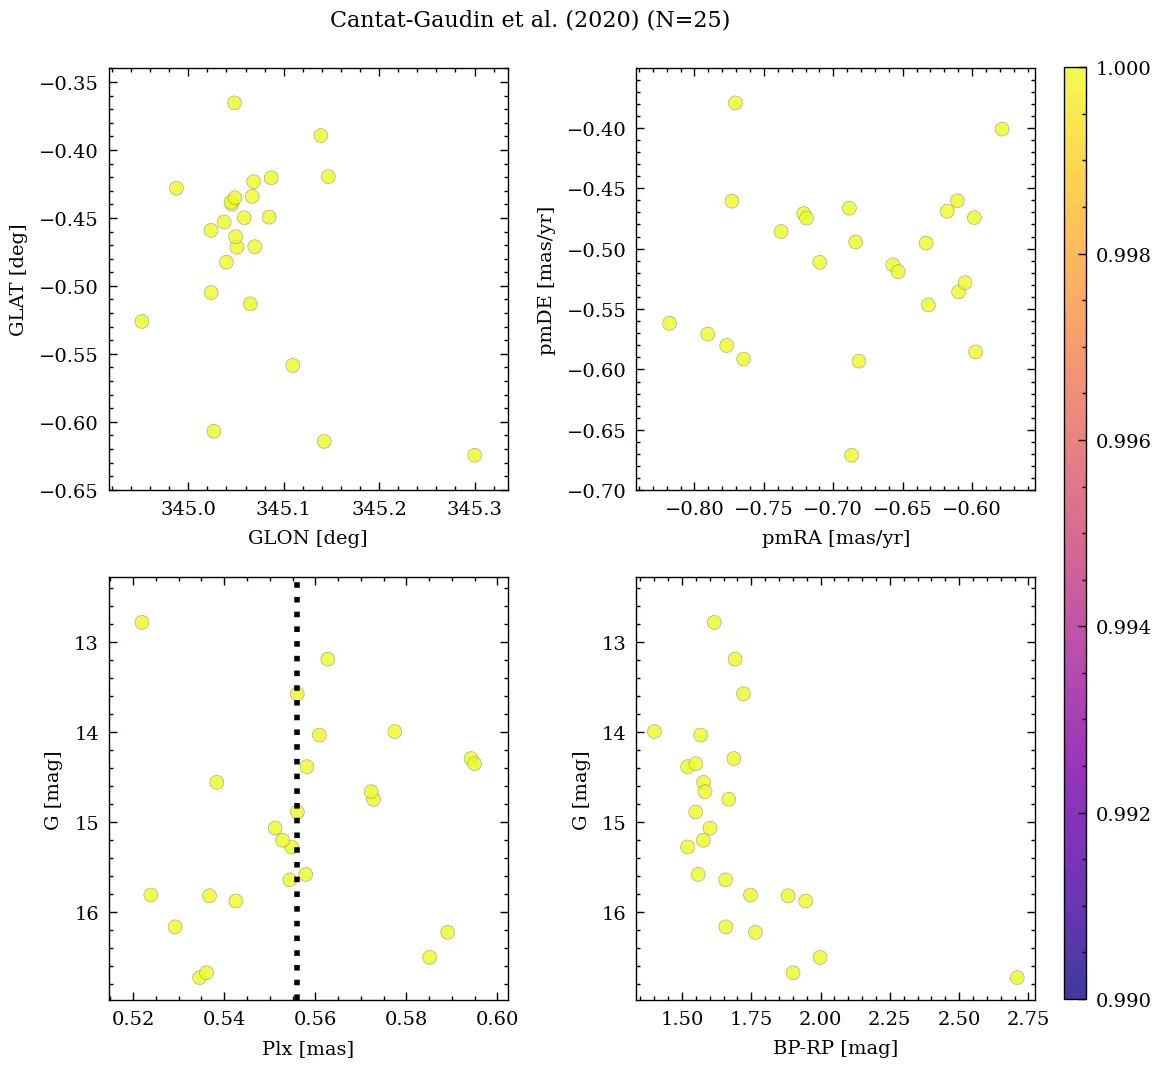 Cantat-Gaudin et al. (2020) (N=25)
−0.35
−0.40
−0.45
−0.50
−0.55
−0.60
−0.65
GLAT [deg]
345.0 345.1 345.2 345.3
GLON [deg]
−0.40
−0.45
−0.50
−0.55
−0.60
−0.65
−0.70
pmDE [mas/yr]
−0.80 −0.75 −0.70 −0.65 −0.60
pmRA [mas/yr]
13
14
15
16
G [mag]
0.52 0.54 0.56 0.58 0.60
Plx [mas]
13
14
15
16
G [mag]
1.50 1.75 2.00 2.25 2.50 2.75
BP-RP [mag]
1.000
0.998
0.996
0.994
0.992
0.990